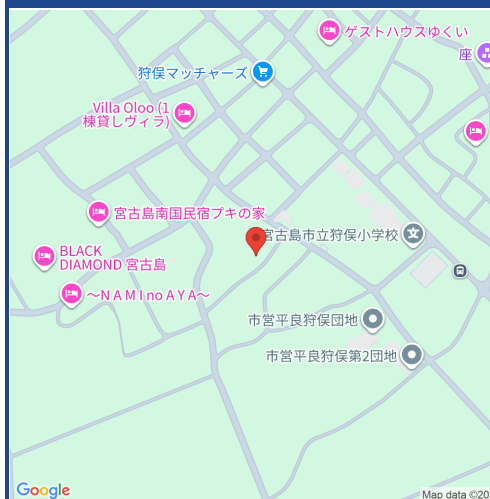 ゲストハウスゆくい
座
狩俣マッチャーズ
Villa Oloo (1
棟貸しヴィラ)
宮古島南国民宿プキの家
宮古島市立狩俣小学校
文
BLACK
DIAMOND 宮古島
〜N A M I no A Y A〜
市営平良狩俣団地
市営平良狩俣第2団地
Google
Map data ©20